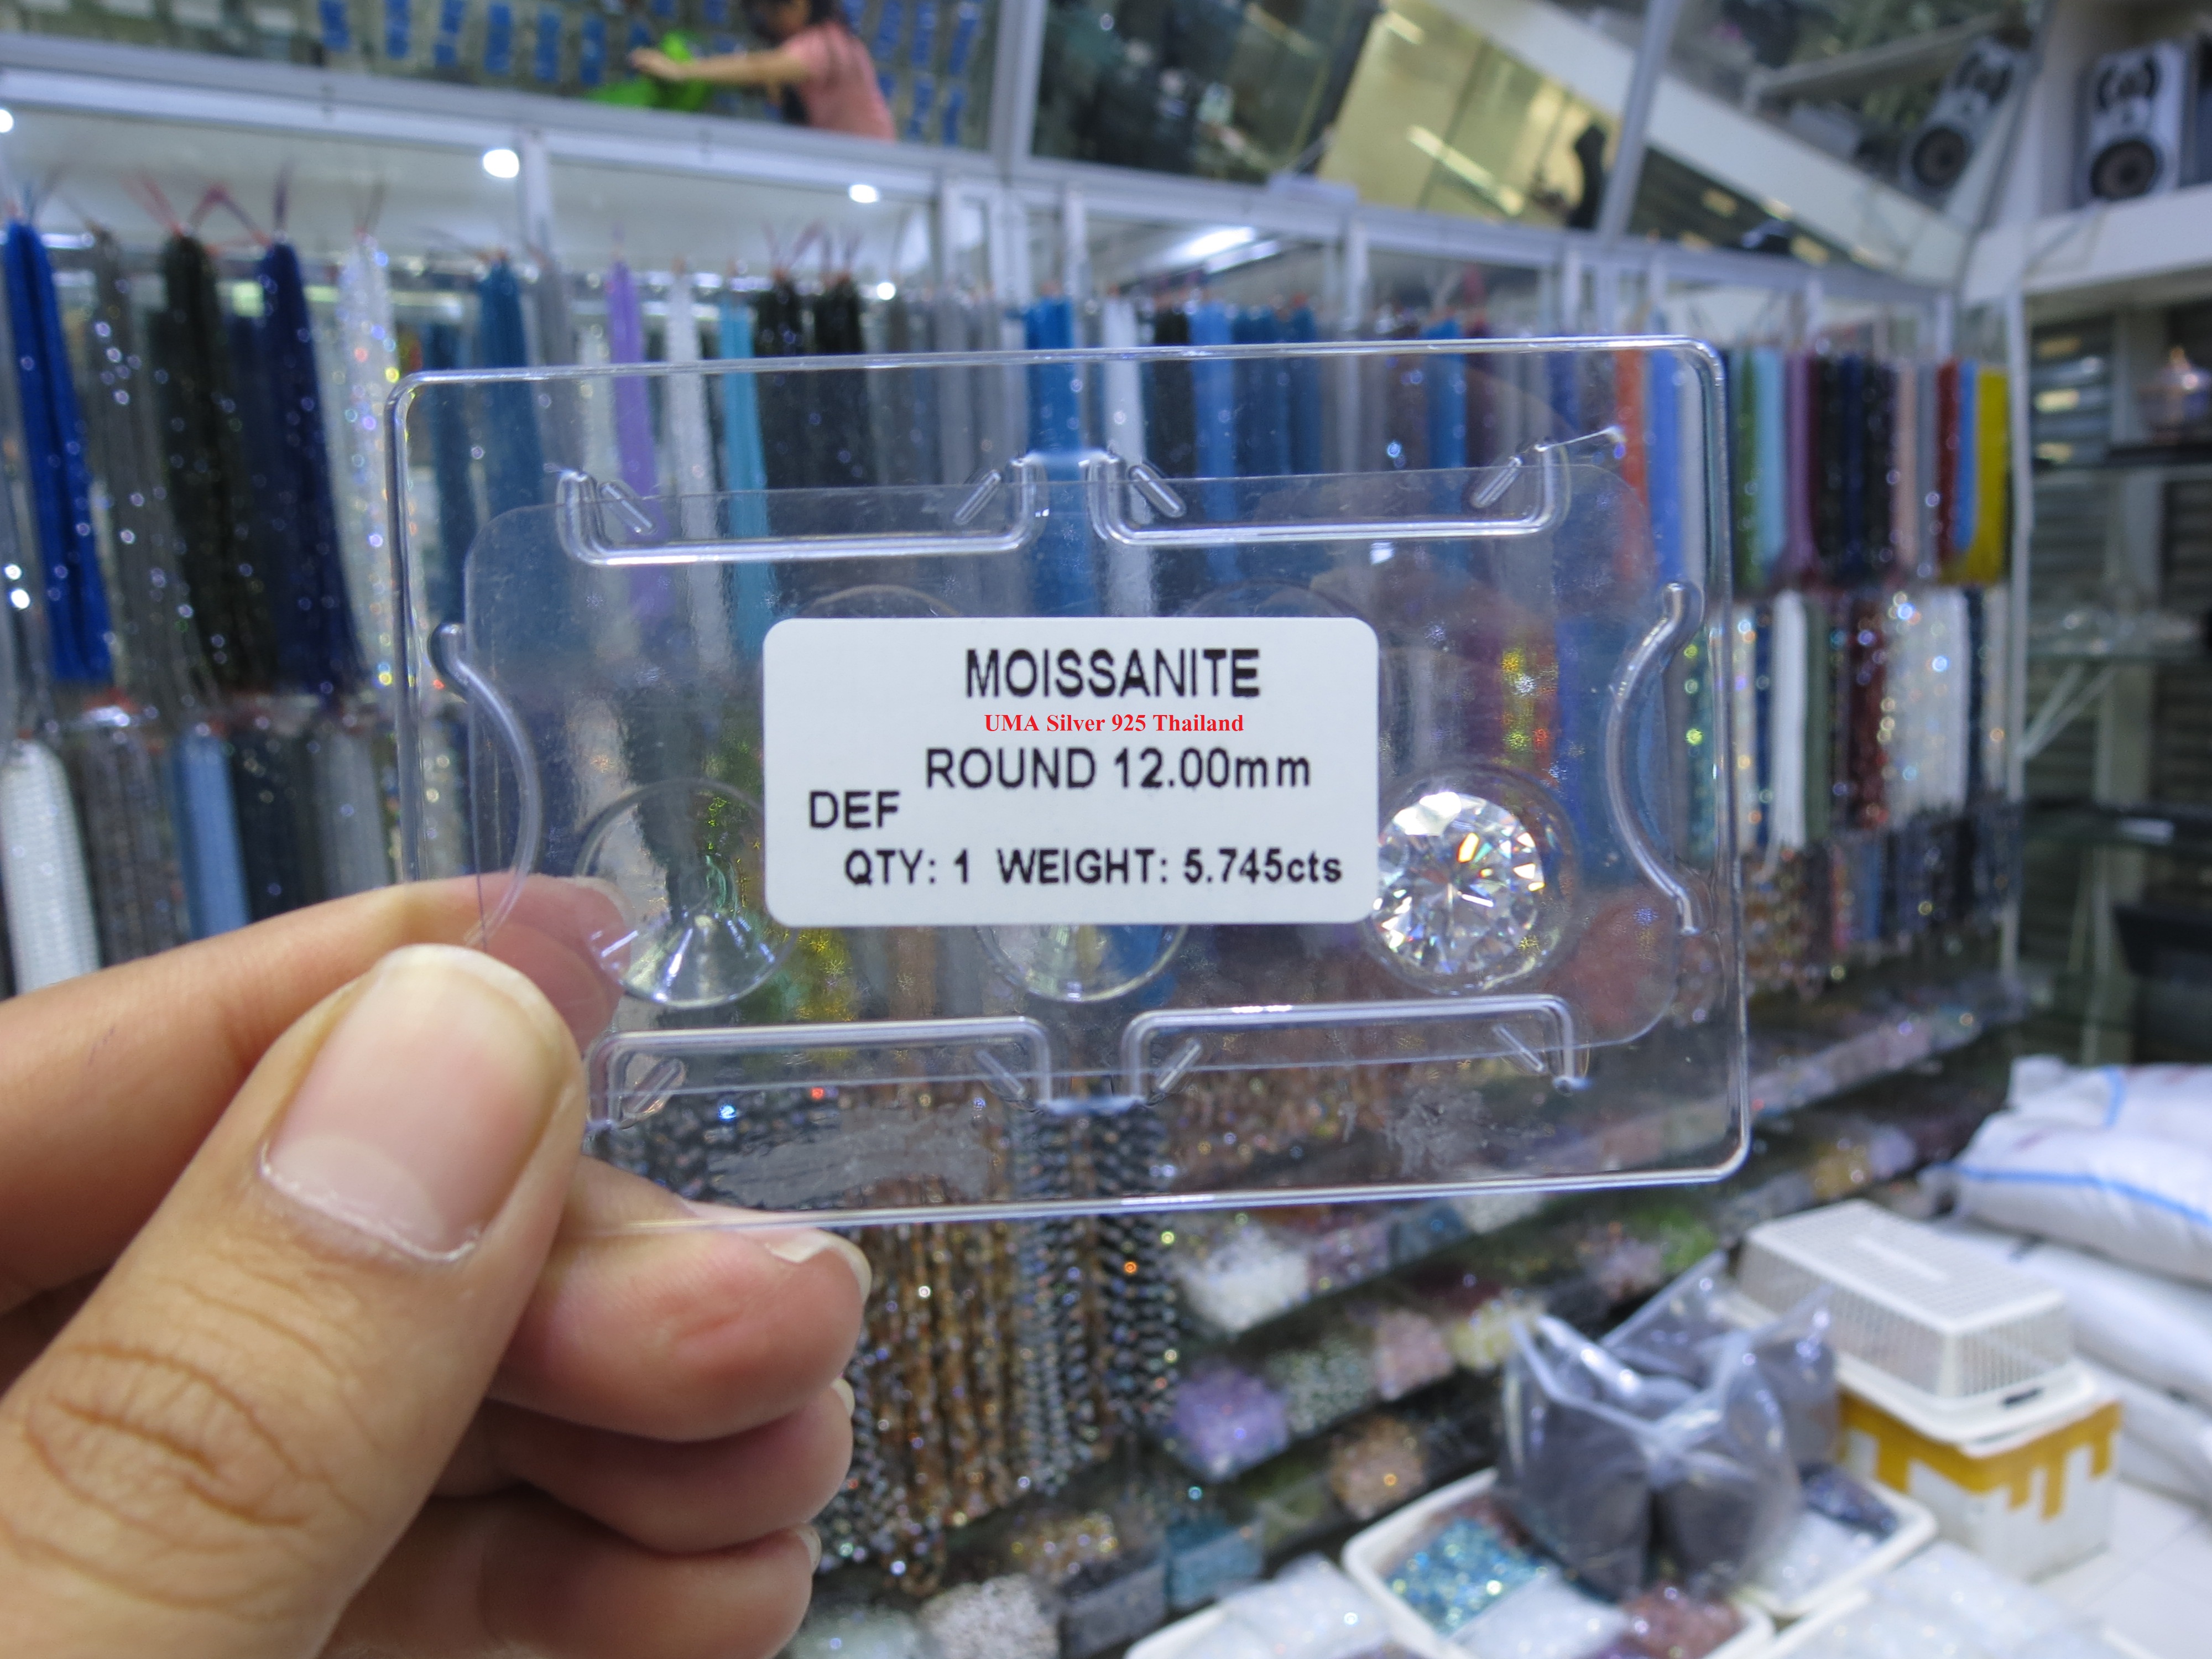 MOISSANITE
UMA Silver 925 Thailand
ROUND 12.00mm
DEF
QTY: 1 WEIGHT: 5.745cts